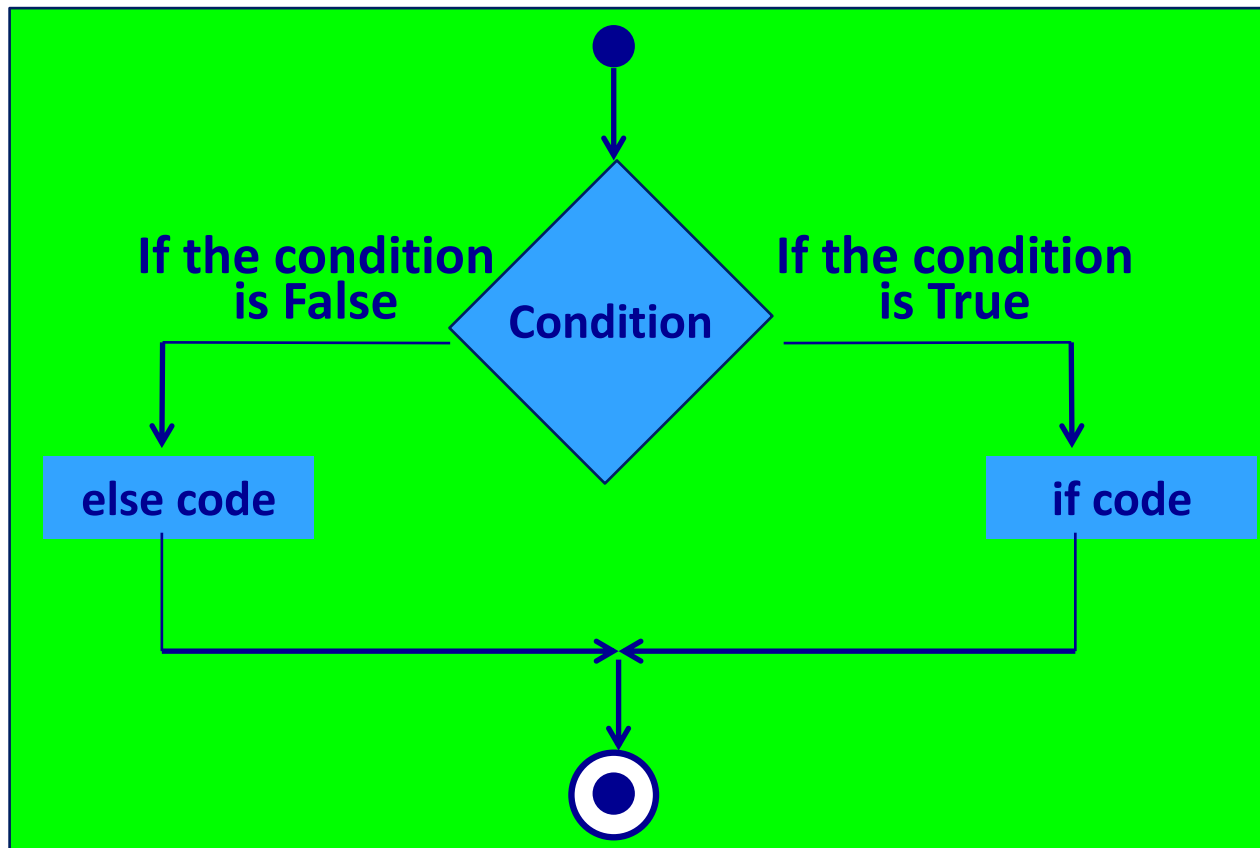 If the condition
is False
If the condition
is True
Condition
else code
if code